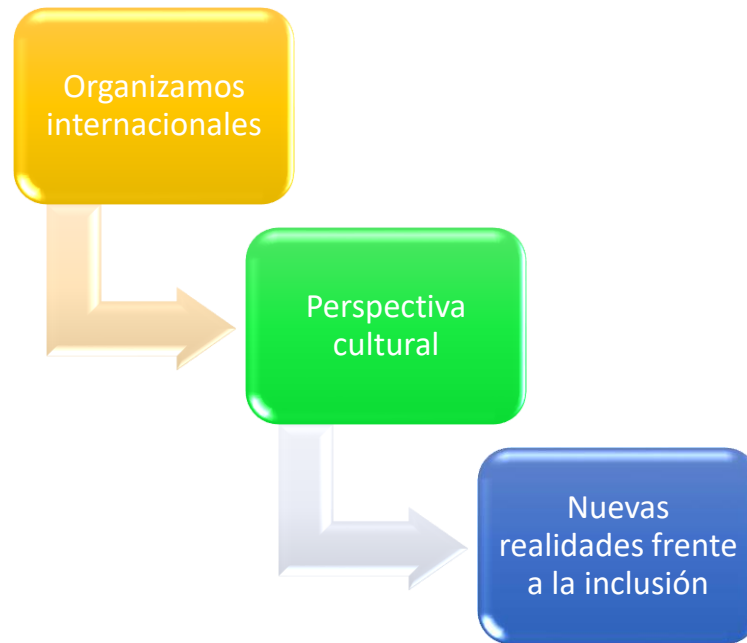 Organizamos
internacionales
Perspectiva
cultural
Nuevas
realidades frente
a la inclusión